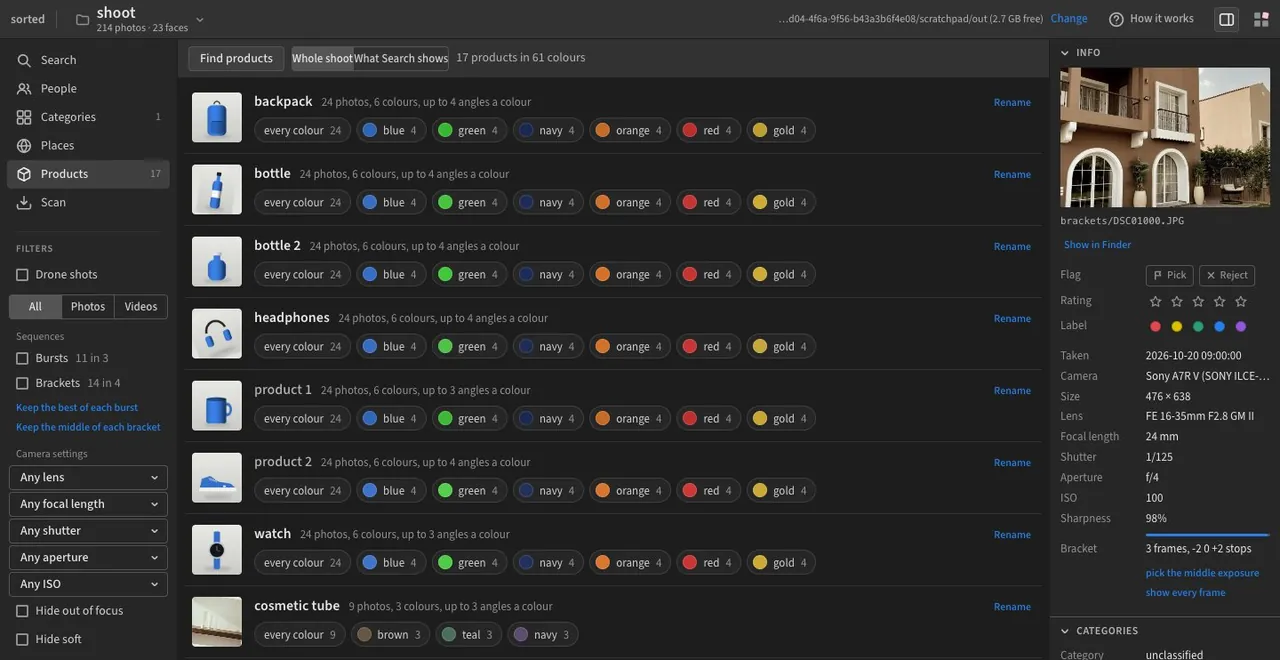 sorted
shoot
214 photos · 23 faces
…d04-4f6a-9f56-b43a3b6f4e08/scratchpad/out (2.7 GB free) Change
How it works
Search
People
Categories 1
Places
Products 17
Scan
FILTERS
Drone shots
All Photos Videos
Sequences
Bursts 11 in 3
Brackets 14 in 4
Keep the best of each burst
Keep the middle of each bracket
Camera settings
Any lens
Any focal length
Any shutter
Any aperture
Any ISO
Hide out of focus
Hide soft
Find products Whole shoot What Search shows 17 products in 61 colours
backpack 24 photos, 6 colours, up to 4 angles a colour Rename
every colour 24 blue 4 green 4 navy 4 orange 4 red 4 gold 4
bottle 24 photos, 6 colours, up to 4 angles a colour Rename
every colour 24 blue 4 green 4 navy 4 orange 4 red 4 gold 4
bottle 2 24 photos, 6 colours, up to 4 angles a colour Rename
every colour 24 blue 4 green 4 navy 4 orange 4 red 4 gold 4
headphones 24 photos, 6 colours, up to 4 angles a colour Rename
every colour 24 blue 4 green 4 navy 4 orange 4 red 4 gold 4
product 1 24 photos, 6 colours, up to 3 angles a colour Rename
every colour 24 blue 4 green 4 navy 4 orange 4 red 4 gold 4
product 2 24 photos, 6 colours, up to 4 angles a colour Rename
every colour 24 blue 4 green 4 navy 4 orange 4 red 4 gold 4
watch 24 photos, 6 colours, up to 3 angles a colour Rename
every colour 24 blue 4 green 4 navy 4 orange 4 red 4 gold 4
cosmetic tube 9 photos, 3 colours, up to 3 angles a colour Rename
every colour 9 brown 3 teal 3 navy 3
INFO
brackets/DSC01000.JPG
Show in Finder
Flag Pick Reject
Rating
Label
Taken 2026-10-20 09:00:00
Camera Sony A7R V (SONY ILCE-…
Size 476 × 638
Lens FE 16-35mm F2.8 GM II
Focal length 24 mm
Shutter 1/125
Aperture f/4
ISO 100
Sharpness 98%
Bracket 3 frames, -2 0 +2 stops
pick the middle exposure
show every frame
CATEGORIES
Category unclassified